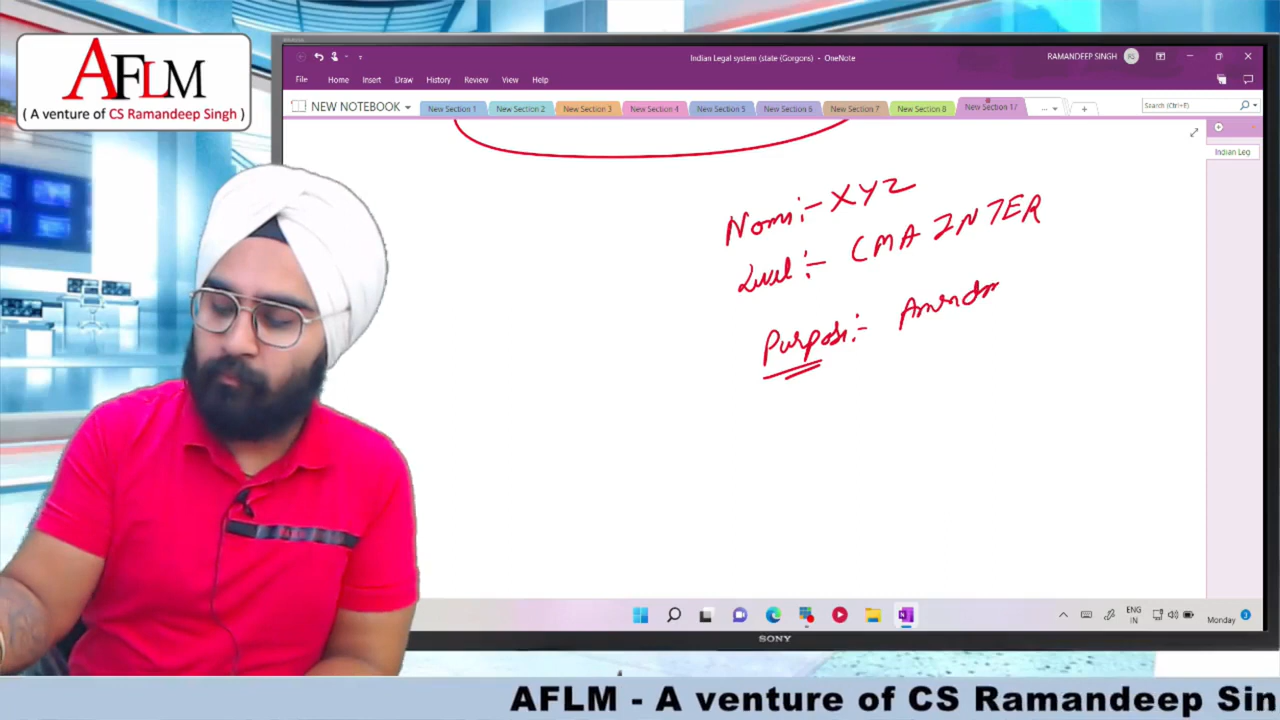 AFLM
( A venture of CS Ramandeep Singh )
Indian Legal system (state (Gorgons) - OneNote
RAMANDEEP SINGH
File Home Insert Draw History Review View Help
NEW NOTEBOOK
New Section 1 New Section 2 New Section 3 New Section 4 New Section 5 New Section 6 New Section 7 New Section 8 New Section 17 ...
Search (Ctrl+E)
Indian Leg
Name:- XYZ
Level:- CMA INTER
Purpose:- Amendm
ENG
IN
Monday
SONY
AFLM - A venture of CS Ramandeep Sin